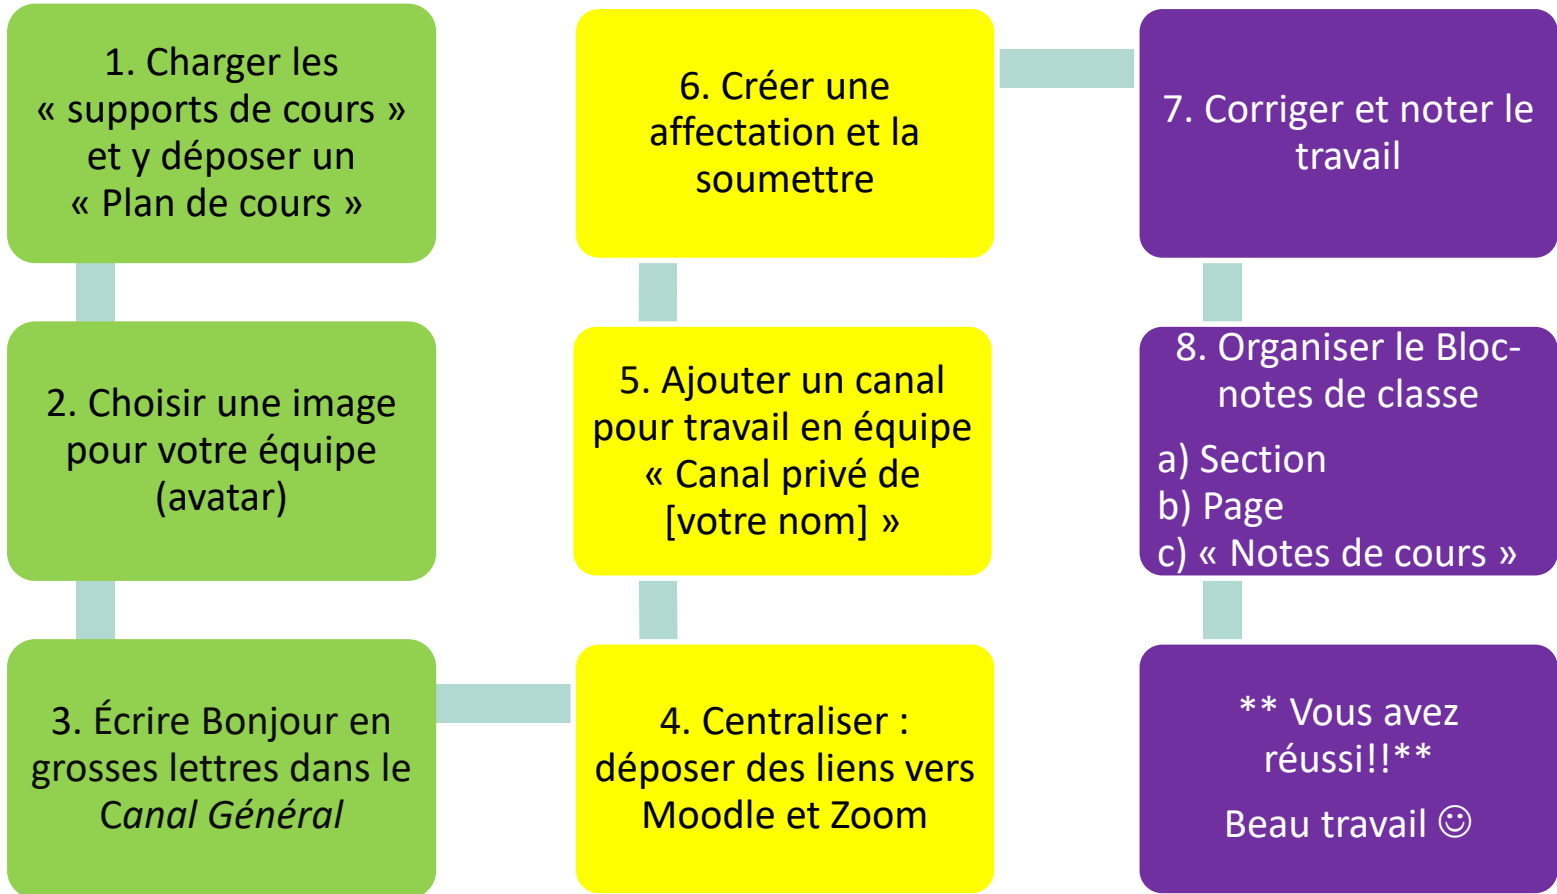 1. Charger les
« supports de cours »
et y déposer un
« Plan de cours »
2. Choisir une image
pour votre équipe
(avatar)
3. Écrire Bonjour en
grosses lettres dans le
Canal Général
4. Centraliser :
déposer des liens vers
Moodle et Zoom
5. Ajouter un canal
pour travail en équipe
« Canal privé de
[votre nom] »
6. Créer une
affectation et la
soumettre
7. Corriger et noter le
travail
8. Organiser le Bloc-
notes de classe
a) Section
b) Page
c) « Notes de cours »
** Vous avez
réussi!!**
Beau travail ☺